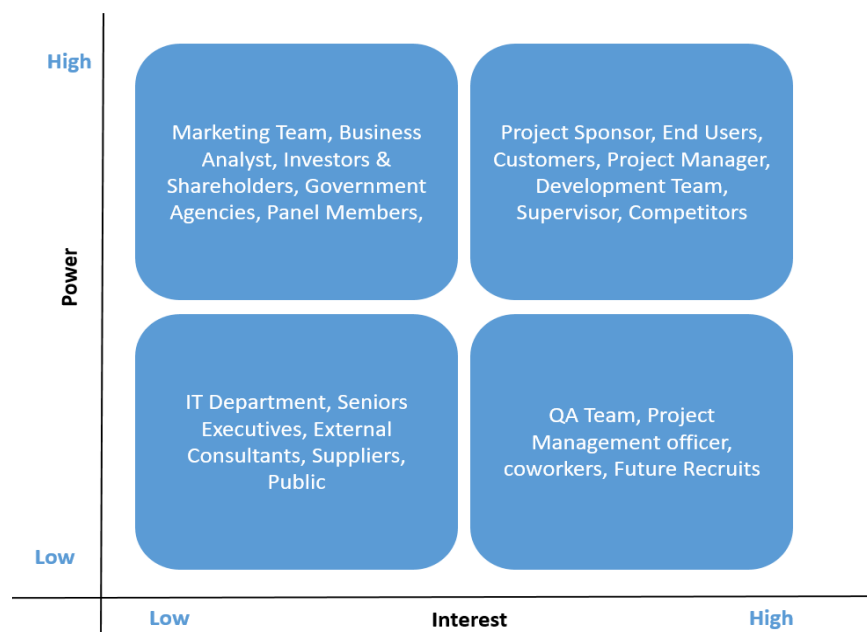 High
Marketing Team, Business
Analyst, Investors &
Shareholders, Government
Agencies, Panel Members,
Project Sponsor, End Users,
Customers, Project Manager,
Development Team,
Supervisor, Competitors
Power
IT Department, Seniors
Executives, External
Consultants, Suppliers,
Public
QA Team, Project
Management officer,
coworkers, Future Recruits
Low
Low
Interest
High